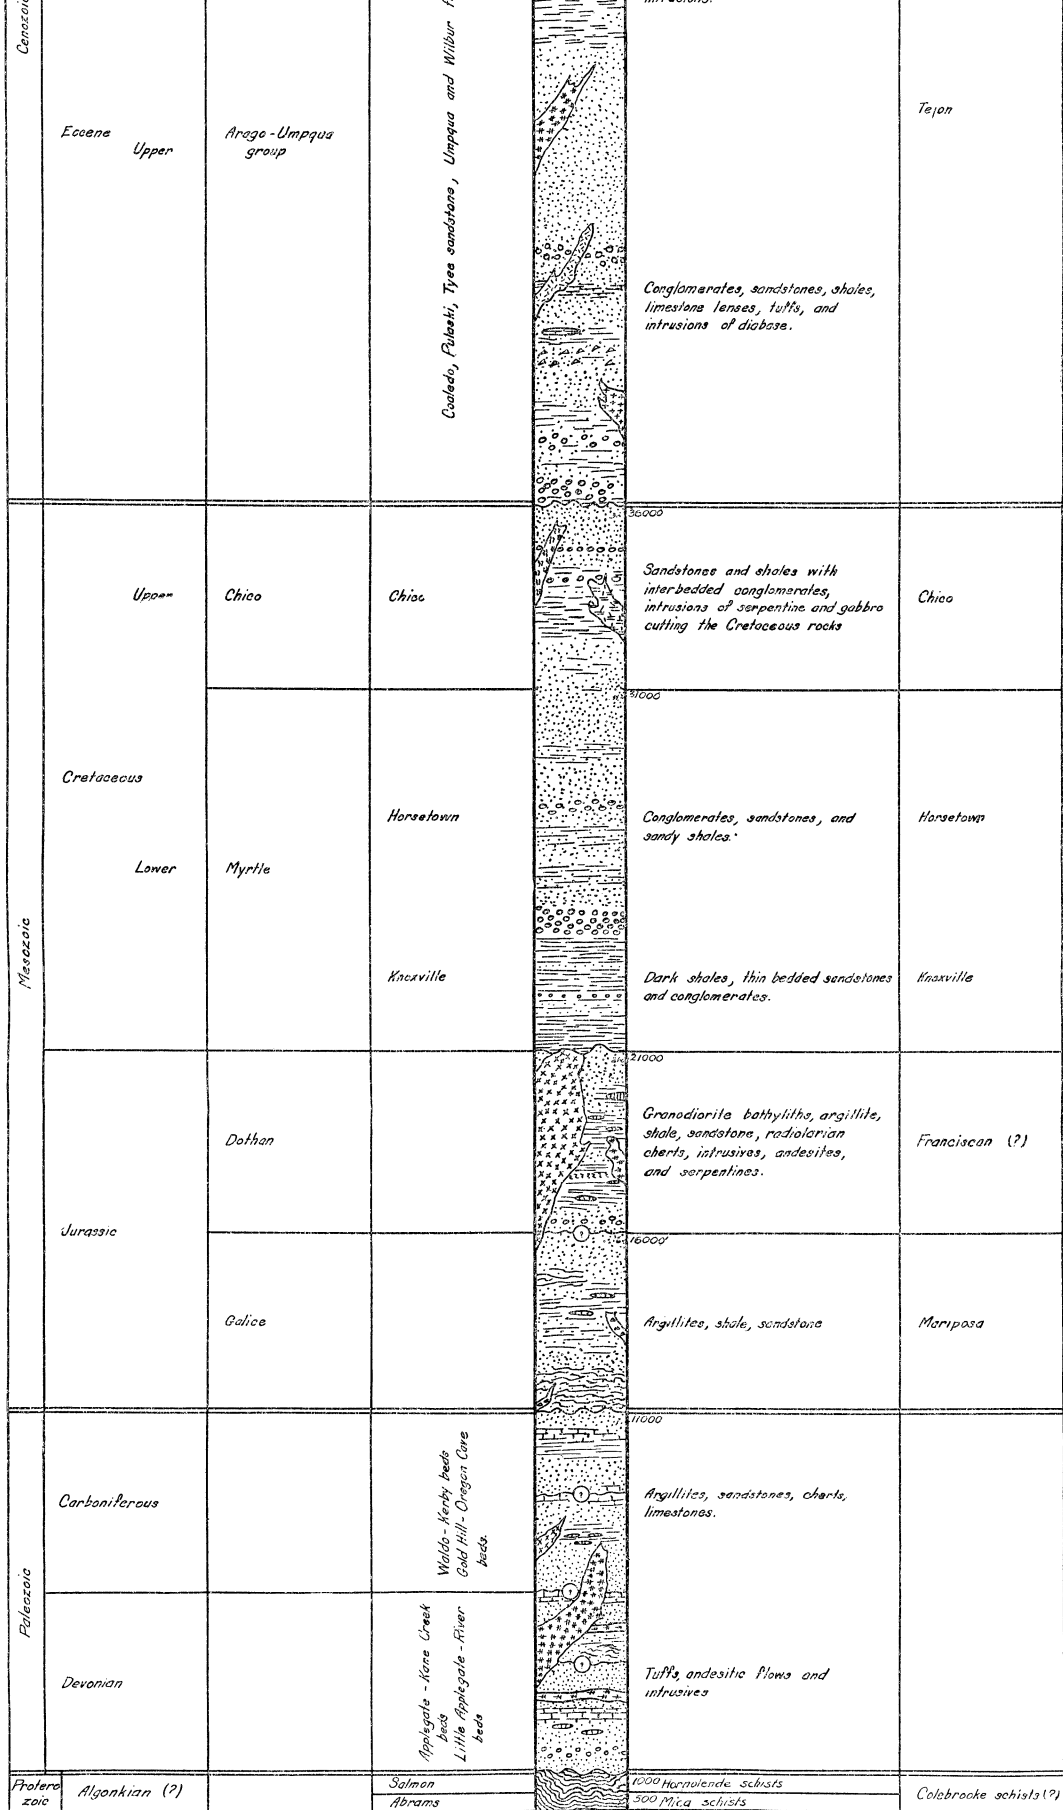 Cenozoic
Eocene
Upper
Arago-Umpqua
group
Coaledo, Pulaski, Tyee sandstone, Umpqua and Wilbur
Tejon
Conglomerates, sandstones, shales,
limestone lenses, tuffs, and
intrusions of diabase.
36000
Mesozoic
Cretaceous
Upper
Chico
Chico
Sandstones and shales with
interbedded conglomerates,
intrusions of serpentine and gabbro
cutting the Cretaceous rocks
Chico
31000
Lower
Myrtle
Horsetown
Conglomerates, sandstones, and
sandy shales.
Horsetown
Knoxville
Dark shales, thin bedded sandstones
and conglomerates.
Knoxville
21000
Jurassic
Dothan
Granodiorite bathyliths, argillite,
shale, sandstone, radiolarian
cherts, intrusives, andesites,
and serpentines.
Franciscan (?)
?
16000'
Galice
Argillites, shale, sandstone
Mariposa
11000
Paleozoic
Carboniferous
Waldo-Kerby beds
Gold Hill-Oregon Cave
beds.
?
Argillites, sandstones, cherts,
limestones.
?
Devonian
Applegate-Kane Creek
beds
Little Applegate-River
beds
?
Tuffs, andesitic flows and
intrusives
Protero
zoic
Algonkian (?)
Salmon
1000 Hornblende schists
Colebrooke schists (?)
Abrams
500 Mica schists